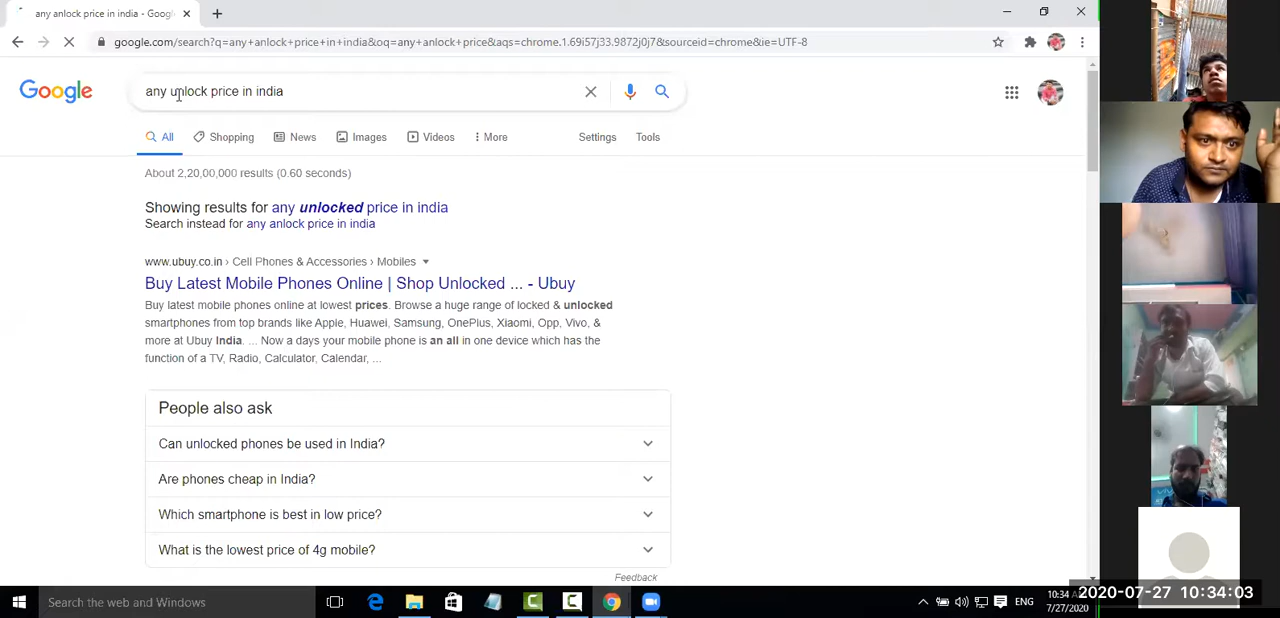 any anlock price in india - Googl
google.com/search?q=any+anlock+price+in+india&oq=any+anlock+price&aqs=chrome.1.69i57j33.9872j0j7&sourceid=chrome&ie=UTF-8
Google
any unlock price in india
All
Shopping
News
Images
Videos
More
Settings
Tools
About 2,20,00,000 results (0.60 seconds)
Showing results for any unlocked price in india
Search instead for any anlock price in india
www.ubuy.co.in › Cell Phones & Accessories › Mobiles
Buy Latest Mobile Phones Online | Shop Unlocked ... - Ubuy
Buy latest mobile phones online at lowest prices. Browse a huge range of locked & unlocked
smartphones from top brands like Apple, Huawei, Samsung, OnePlus, Xiaomi, Opp, Vivo, &
more at Ubuy India. ... Now a days your mobile phone is an all in one device which has the
function of a TV, Radio, Calculator, Calendar, ...
People also ask
Can unlocked phones be used in India?
Are phones cheap in India?
Which smartphone is best in low price?
What is the lowest price of 4g mobile?
Feedback
Search the web and Windows
ENG
10:34 AM
7/27/2020
2020-07-27 10:34:03